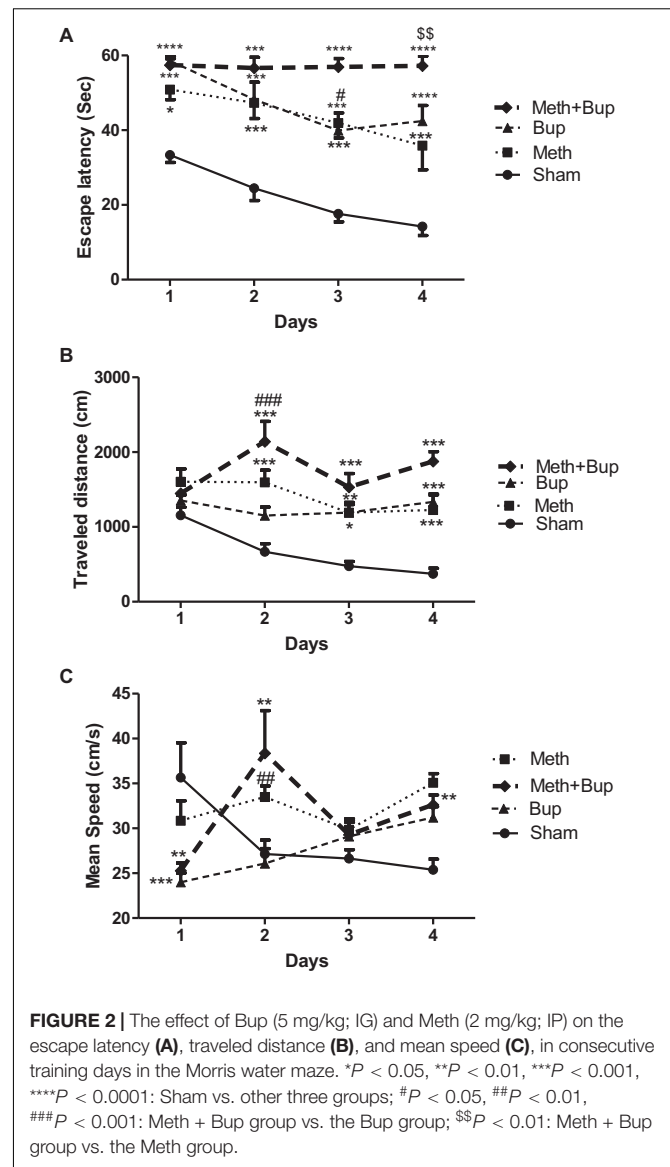 A
Escape latency (Sec)
60
40
20
0
**** *** **** $$
****
*** *** # ****
***
* *** *** ***
1 2 3 4
Days
Meth+Bup
Bup
Meth
Sham
B
Traveled distance (cm)
3000
2000
1000
0
###
*** *** ***
*** ** ***
* ***
1 2 3 4
Days
Meth+Bup
Bup
Meth
Sham
C
Mean Speed (cm/s)
45
40
35
30
25
20
**
##
** **
***
1 2 3 4
Days
Meth
Meth+Bup
Bup
Sham
FIGURE 2 | The effect of Bup (5 mg/kg; IG) and Meth (2 mg/kg; IP) on the
escape latency (A), traveled distance (B), and mean speed (C), in consecutive
training days in the Morris water maze. *P < 0.05, **P < 0.01, ***P < 0.001,
****P < 0.0001: Sham vs. other three groups; #P < 0.05, ##P < 0.01,
###P < 0.001: Meth + Bup group vs. the Bup group; $$P < 0.01: Meth + Bup
group vs. the Meth group.